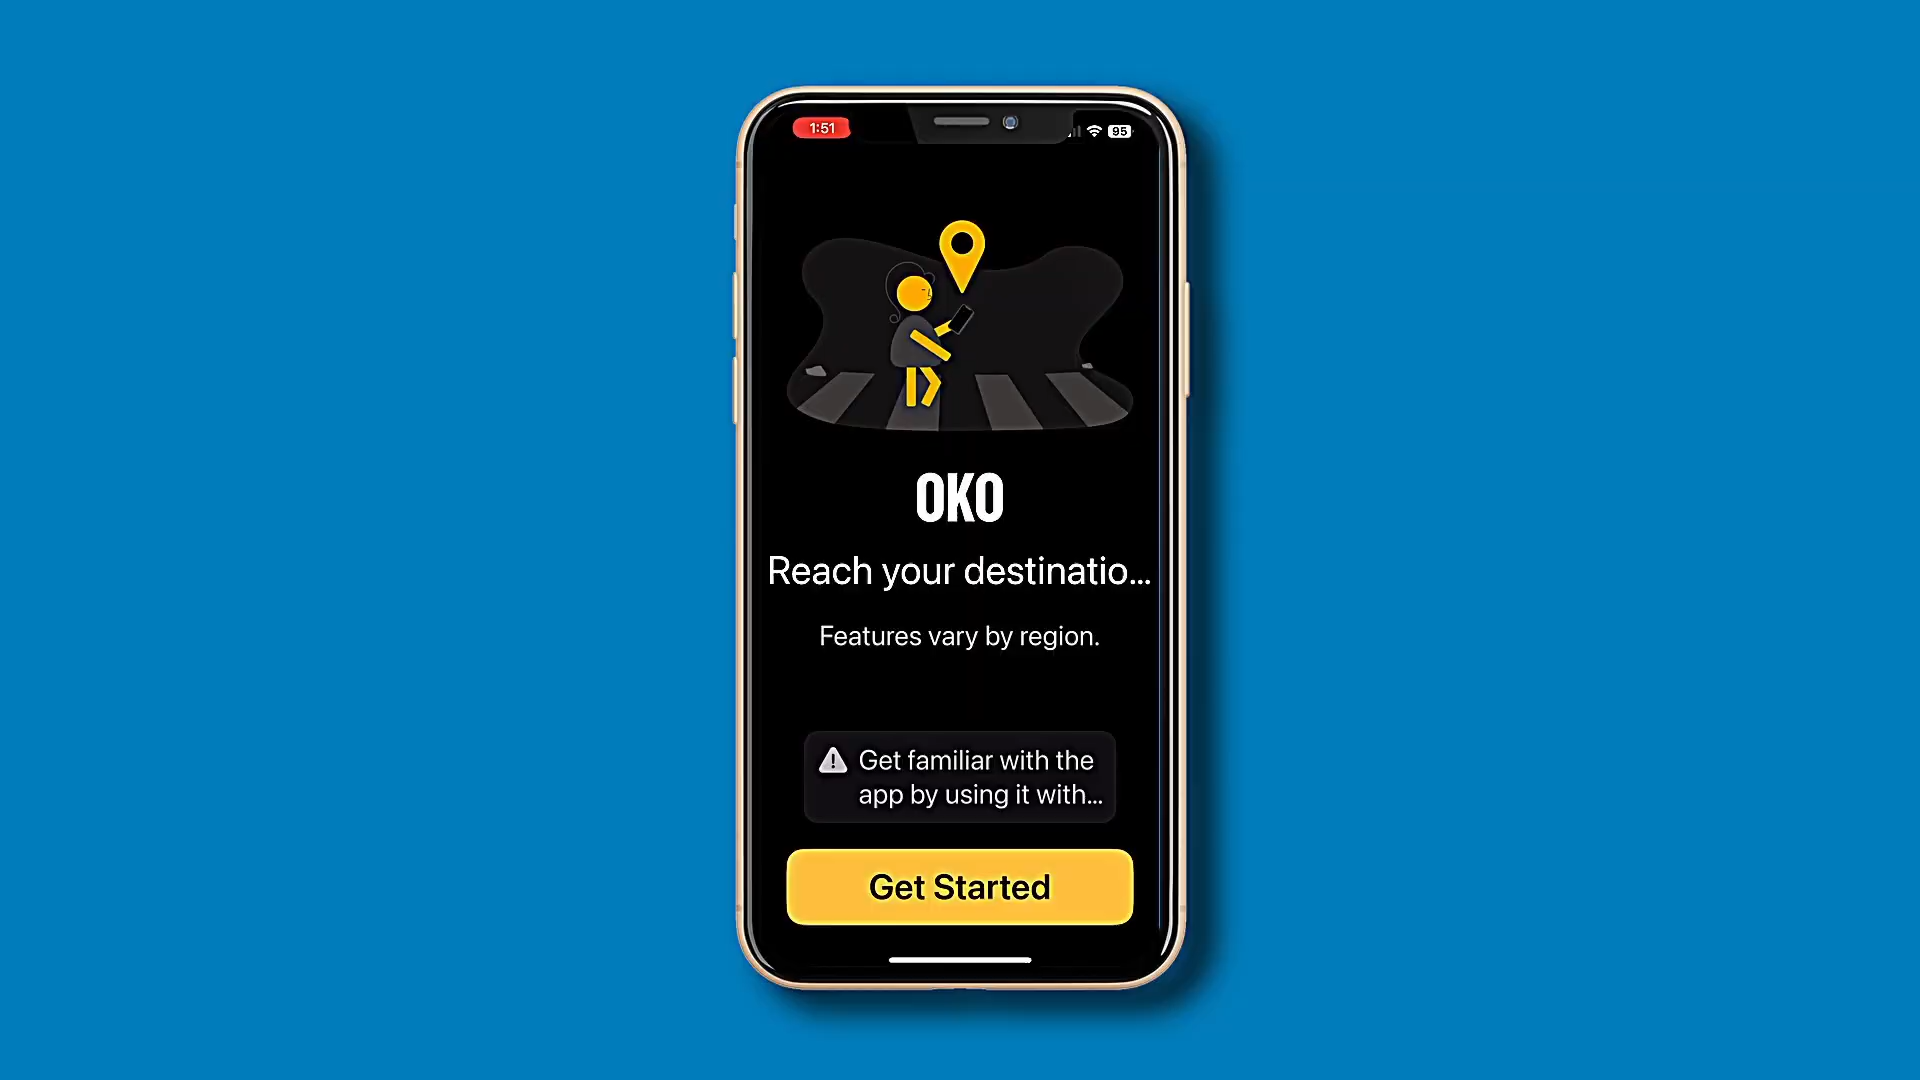 1:51
95
OKO
Reach your destinatio...
Features vary by region.
Get familiar with the
app by using it with...
Get Started